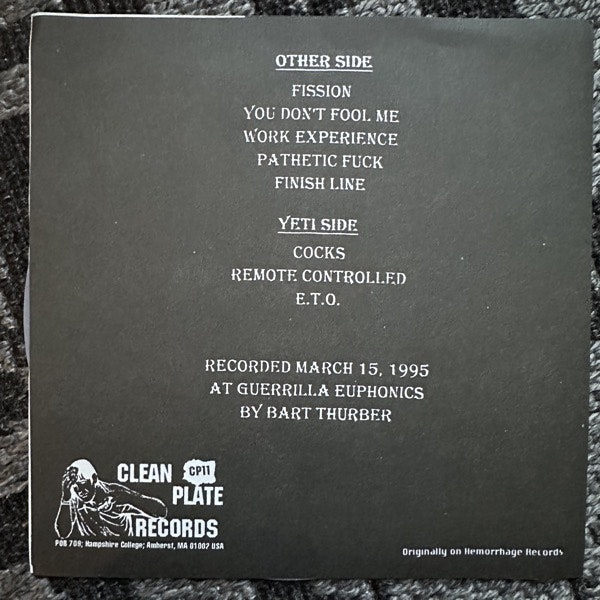 OTHER SIDE
FISSION
YOU DON'T FOOL ME
WORK EXPERIENCE
PATHETIC FUCK
FINISH LINE
YETI SIDE
COCKS
REMOTE CONTROLLED
E.T.O.
RECORDED MARCH 15, 1995
AT GUERRILLA EUPHONICS
BY BART THURBER
CLEAN CP11
PLATE
RECORDS
POB 709; Hampshire College; Amherst, MA 01002 USA
Originally on Hemorrhage Records